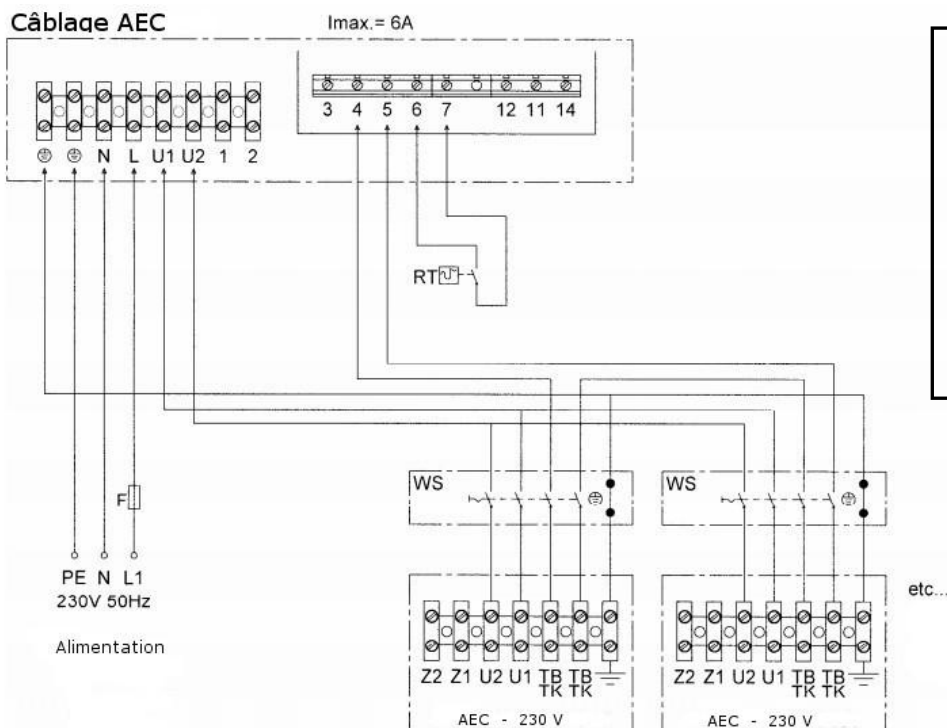 Câblage AEC
Imax.= 6A
3 4 5 6 7 12 11 14
N L U1 U2 1 2
RT
F
WS
WS
PE N L1
230V 50Hz
Alimentation
etc...
Z2 Z1 U2 U1 TB TB
TK TK
Z2 Z1 U2 U1 TB TB
TK TK
AEC - 230 V
AEC - 230 V